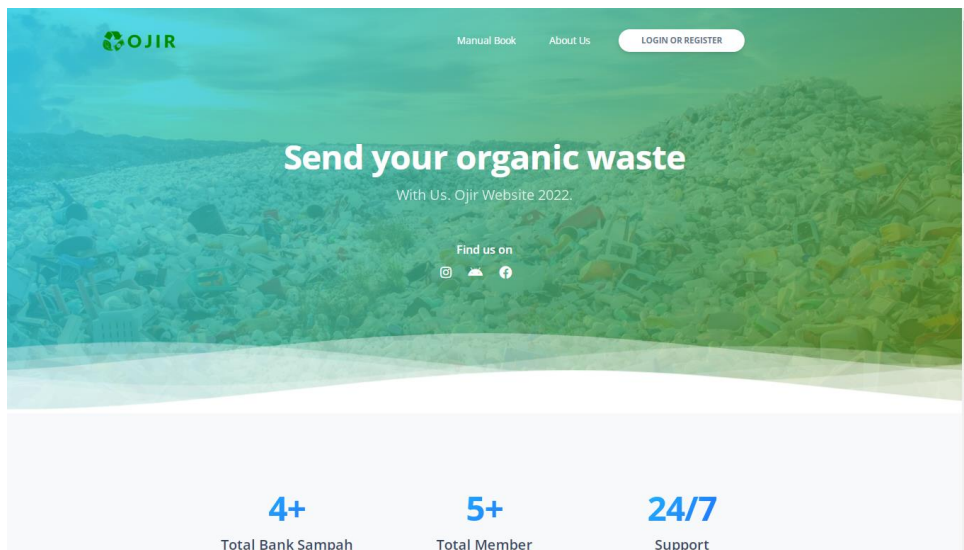 OJIR
Manual Book
About Us
LOGIN OR REGISTER
Send your organic waste
With Us. Ojir Website 2022.
Find us on
4+
5+
24/7
Total Bank Sampah
Total Member
Support